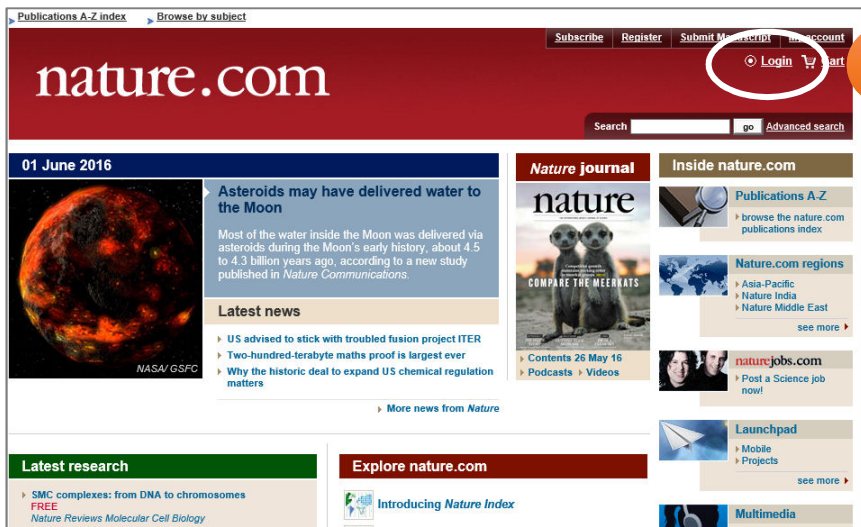 Publications A-Z index
Browse by subject
Subscribe Register Submit Manuscript My account
nature.com
Login Cart
Search go Advanced search
01 June 2016
Asteroids may have delivered water to
the Moon
Most of the water inside the Moon was delivered via
asteroids during the Moon's early history, about 4.5
to 4.3 billion years ago, according to a new study
published in Nature Communications.
NASA/ GSFC
Latest news
US advised to stick with troubled fusion project ITER
Two-hundred-terabyte maths proof is largest ever
Why the historic deal to expand US chemical regulation
matters
More news from Nature
Nature journal
nature
COMPARE THE MEERKATS
Contents 26 May 16
Podcasts Videos
Inside nature.com
Publications A-Z
browse the nature.com
publications index
Nature.com regions
Asia-Pacific
Nature India
Nature Middle East
see more
naturejobs.com
Post a Science job
now!
Launchpad
Mobile
Projects
see more
Multimedia
Latest research
SMC complexes: from DNA to chromosomes
FREE
Nature Reviews Molecular Cell Biology
Explore nature.com
Introducing Nature Index